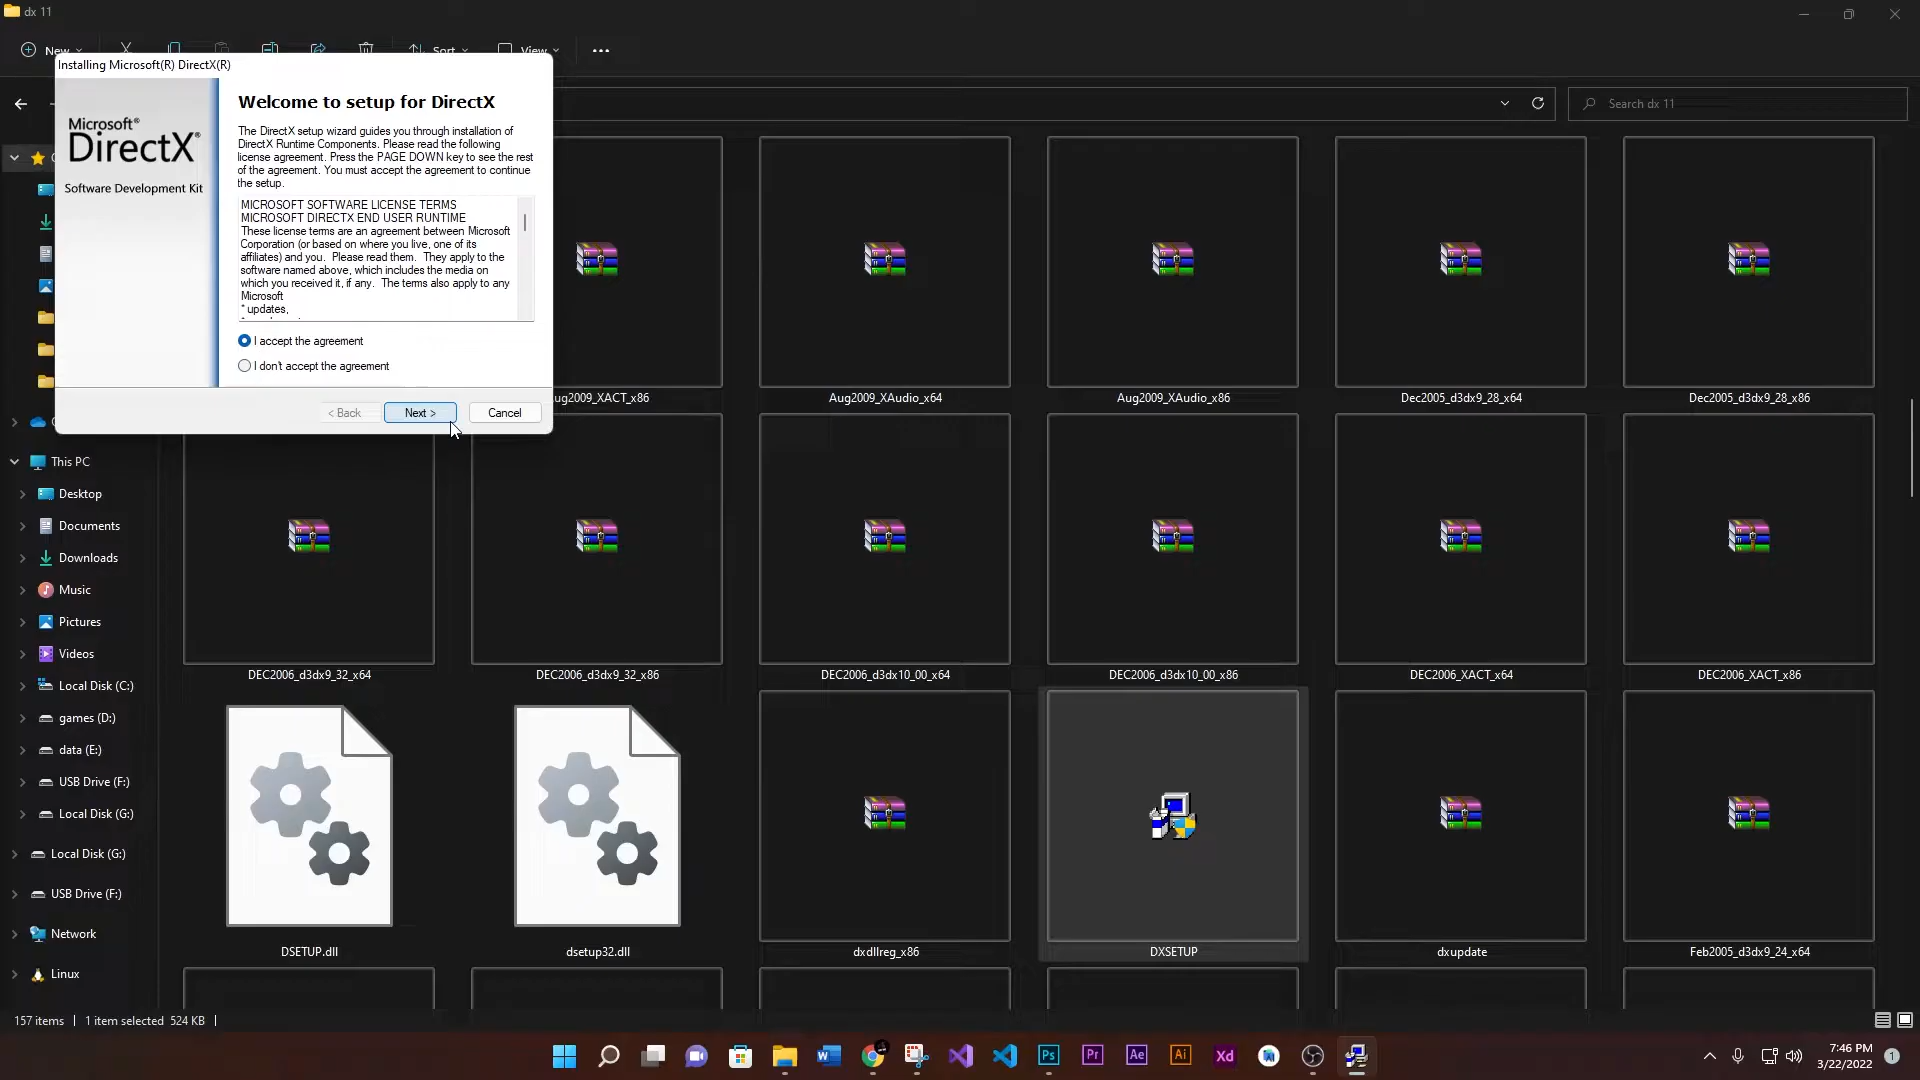 dx 11
New
Sort
View
Search dx 11
Installing Microsoft(R) DirectX(R)
Microsoft®
DirectX®
Software Development Kit
Welcome to setup for DirectX
The DirectX setup wizard guides you through installation of
DirectX Runtime Components. Please read the following
license agreement. Press the PAGE DOWN key to see the rest
of the agreement. You must accept the agreement to continue
the setup.
MICROSOFT SOFTWARE LICENSE TERMS
MICROSOFT DIRECTX END USER RUNTIME
These license terms are an agreement between Microsoft
Corporation (or based on where you live, one of its
affiliates) and you. Please read them. They apply to the
software named above, which includes the media on
which you received it, if any. The terms also apply to any
Microsoft
* updates,
I accept the agreement
I don't accept the agreement
< Back
Next >
Cancel
ug2009_XACT_x86
Aug2009_XAudio_x64
Aug2009_XAudio_x86
Dec2005_d3dx9_28_x64
Dec2005_d3dx9_28_x86
This PC
Desktop
Documents
Downloads
Music
Pictures
Videos
Local Disk (C:)
games (D:)
data (E:)
USB Drive (F:)
Local Disk (G:)
Local Disk (G:)
USB Drive (F:)
Network
Linux
DEC2006_d3dx9_32_x64
DEC2006_d3dx9_32_x86
DEC2006_d3dx10_00_x64
DEC2006_d3dx10_00_x86
DEC2006_XACT_x64
DEC2006_XACT_x86
DSETUP.dll
dsetup32.dll
dxdllreg_x86
DXSETUP
dxupdate
Feb2005_d3dx9_24_x64
157 items
1 item selected 524 KB
W
Ps
Pr
Ae
Ai
Xd
7:46 PM
3/22/2022
1